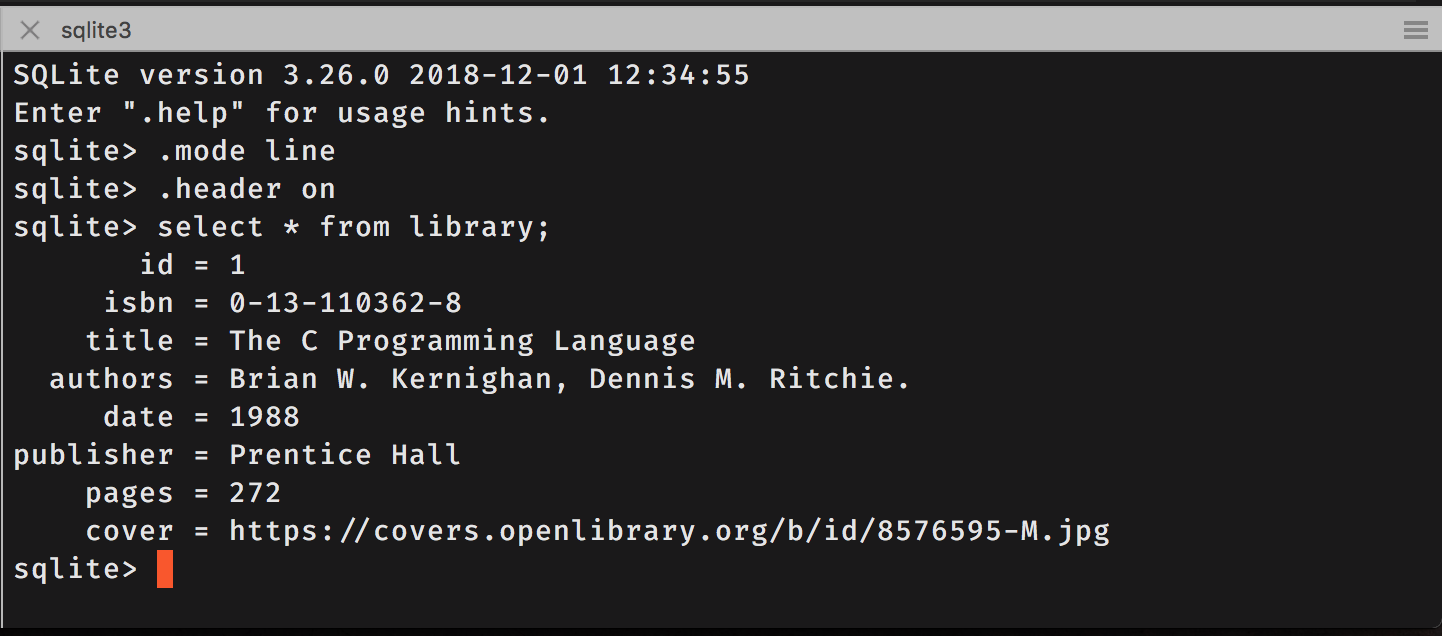 sqlite3
SQLite version 3.26.0 2018-12-01 12:34:55
Enter ".help" for usage hints.
sqlite> .mode line
sqlite> .header on
sqlite> select * from library;
       id = 1
     isbn = 0-13-110362-8
    title = The C Programming Language
  authors = Brian W. Kernighan, Dennis M. Ritchie.
     date = 1988
publisher = Prentice Hall
    pages = 272
    cover = https://covers.openlibrary.org/b/id/8576595-M.jpg
sqlite>